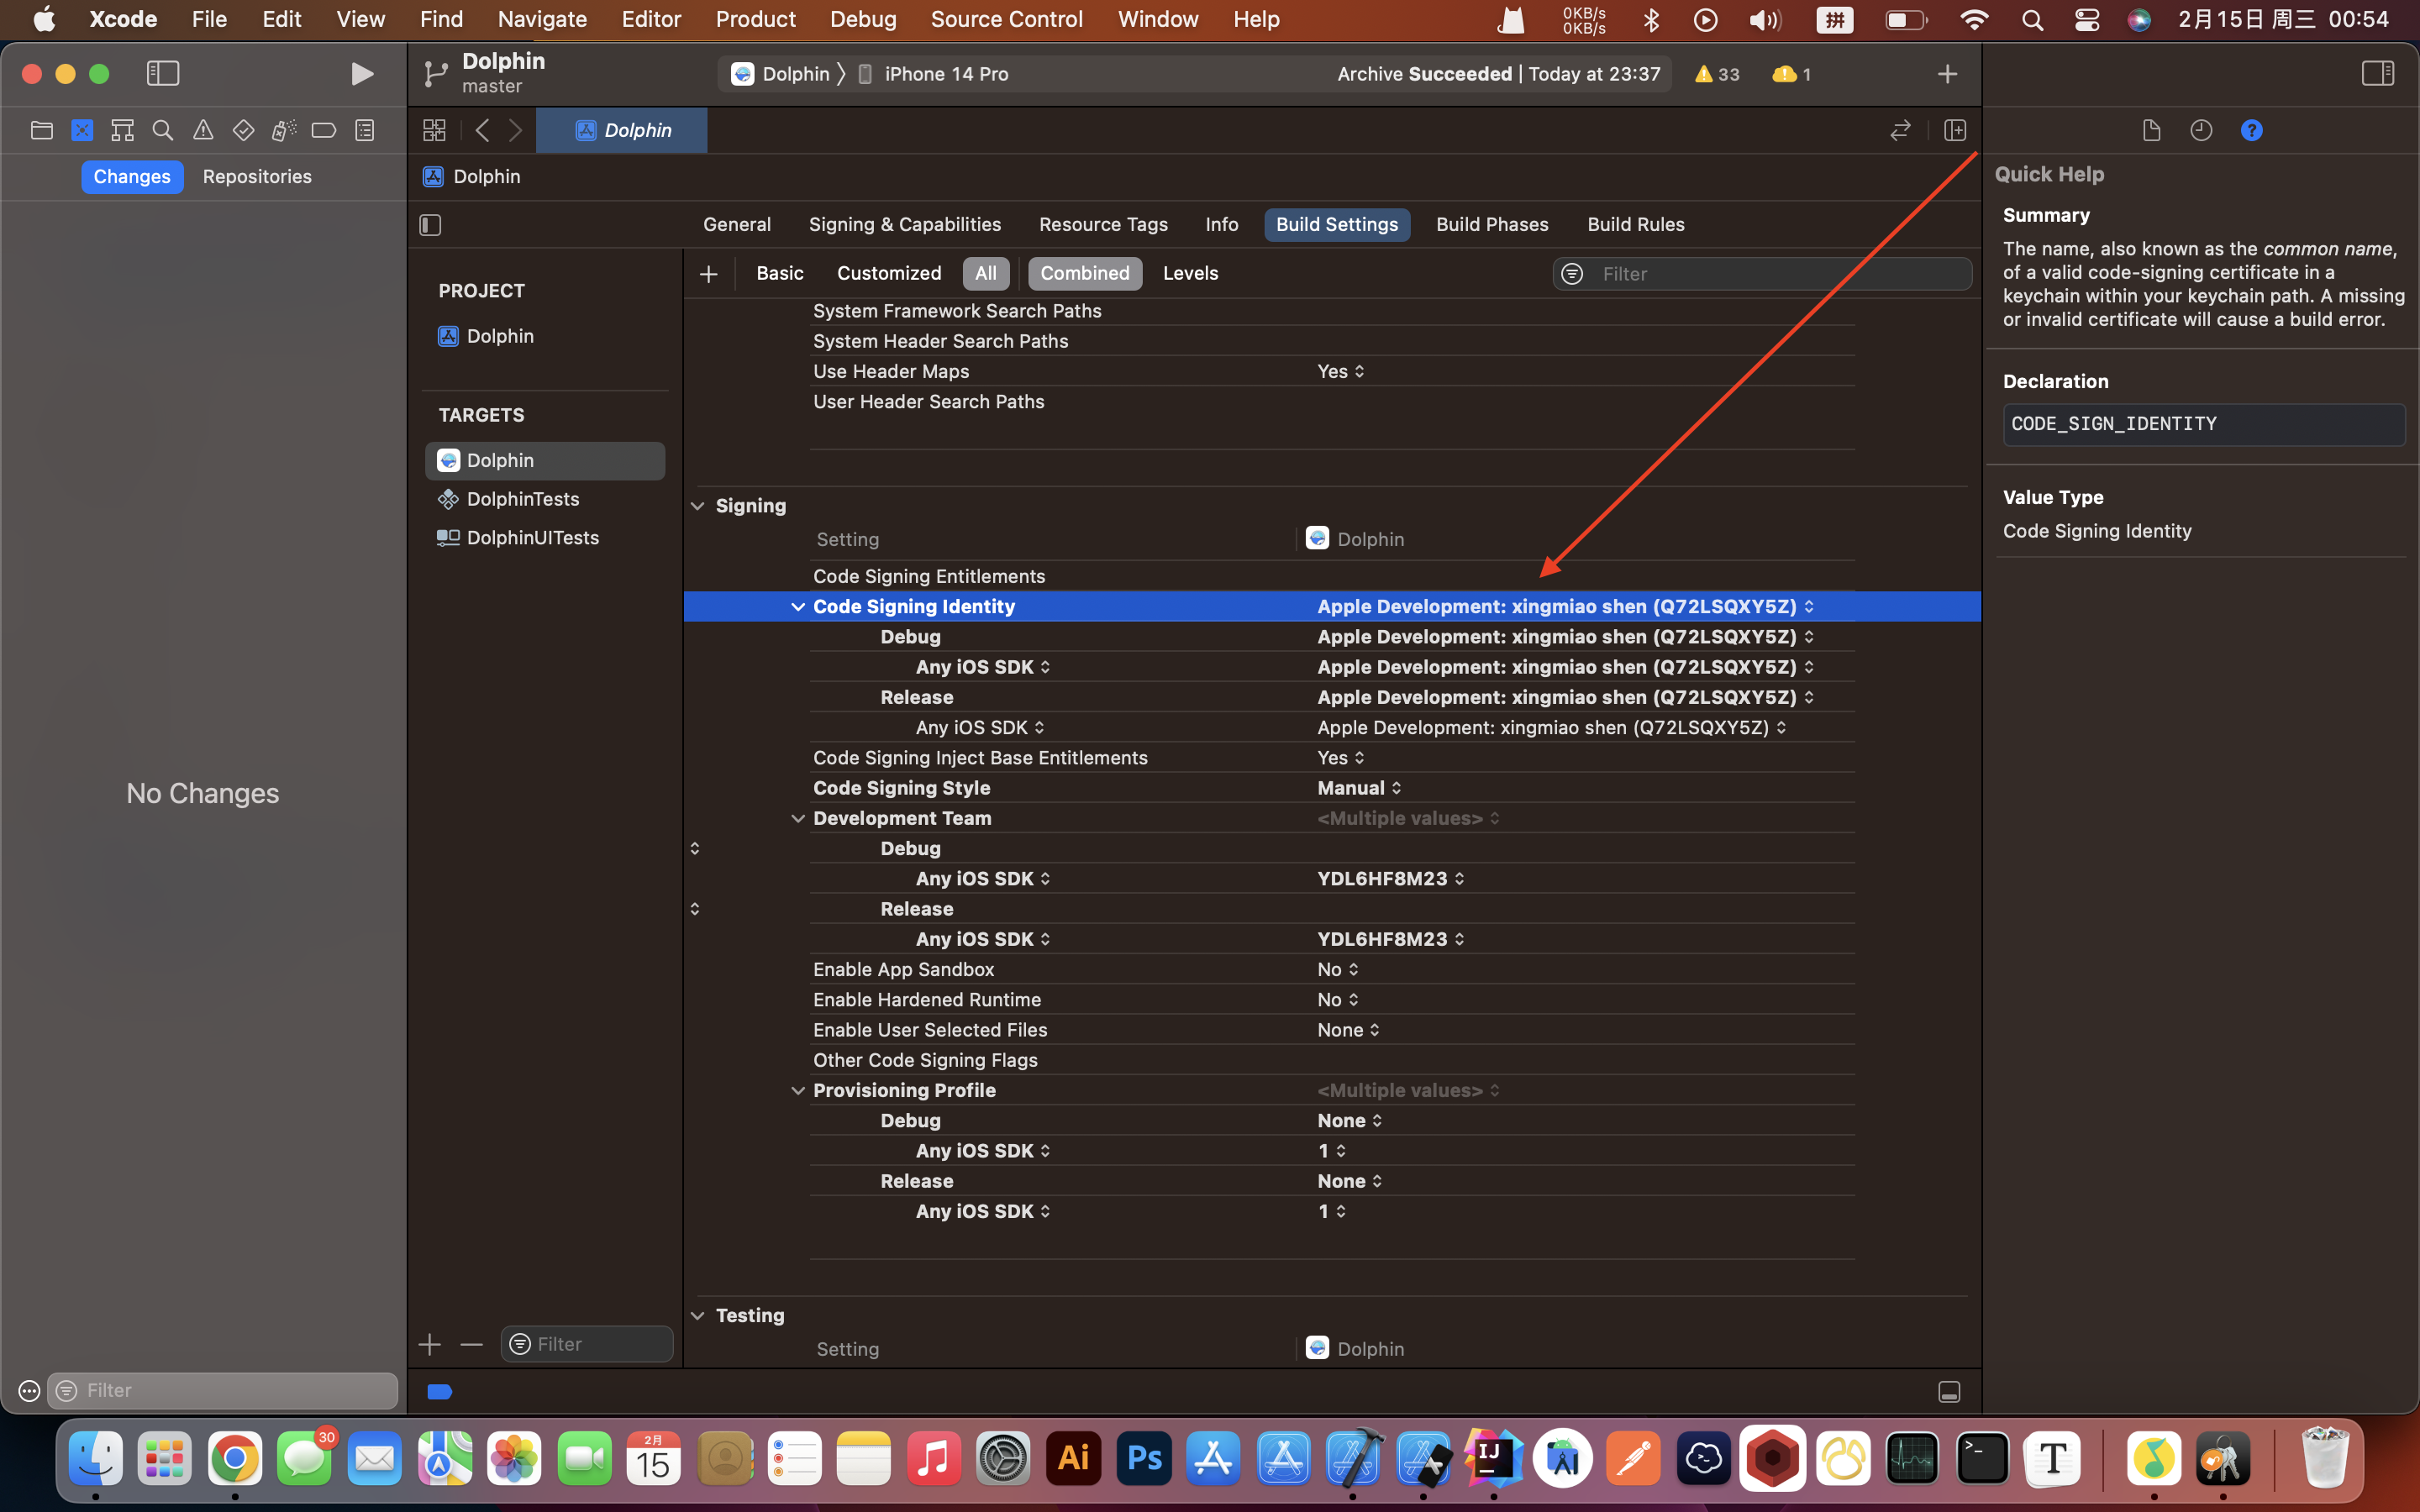 Xcode File Edit View Find Navigate Editor Product Debug Source Control Window Help 0KB/s 拼 2月15日 周三 00:54
0KB/s
Dolphin
master
Dolphin iPhone 14 Pro Archive Succeeded | Today at 23:37 33 1
Dolphin
Changes Repositories
Dolphin
General Signing & Capabilities Resource Tags Info Build Settings Build Phases Build Rules
Basic Customized All Combined Levels Filter
PROJECT
Dolphin
TARGETS
Dolphin
DolphinTests
DolphinUITests
No Changes
System Framework Search Paths
System Header Search Paths
Use Header Maps Yes
User Header Search Paths
Signing
Setting Dolphin
Code Signing Entitlements
Code Signing Identity Apple Development: xingmiao shen (Q72LSQXY5Z)
Debug Apple Development: xingmiao shen (Q72LSQXY5Z)
Any iOS SDK Apple Development: xingmiao shen (Q72LSQXY5Z)
Release Apple Development: xingmiao shen (Q72LSQXY5Z)
Any iOS SDK Apple Development: xingmiao shen (Q72LSQXY5Z)
Code Signing Inject Base Entitlements Yes
Code Signing Style Manual
Development Team <Multiple values>
Debug
Any iOS SDK YDL6HF8M23
Release
Any iOS SDK YDL6HF8M23
Enable App Sandbox No
Enable Hardened Runtime No
Enable User Selected Files None
Other Code Signing Flags
Provisioning Profile <Multiple values>
Debug None
Any iOS SDK 1
Release None
Any iOS SDK 1
Testing
Setting Dolphin
Filter
Filter
Quick Help
Summary
The name, also known as the common name,
of a valid code-signing certificate in a
keychain within your keychain path. A missing
or invalid certificate will cause a build error.
Declaration
CODE_SIGN_IDENTITY
Value Type
Code Signing Identity
30
2月
15
Ai
Ps
IJ
T